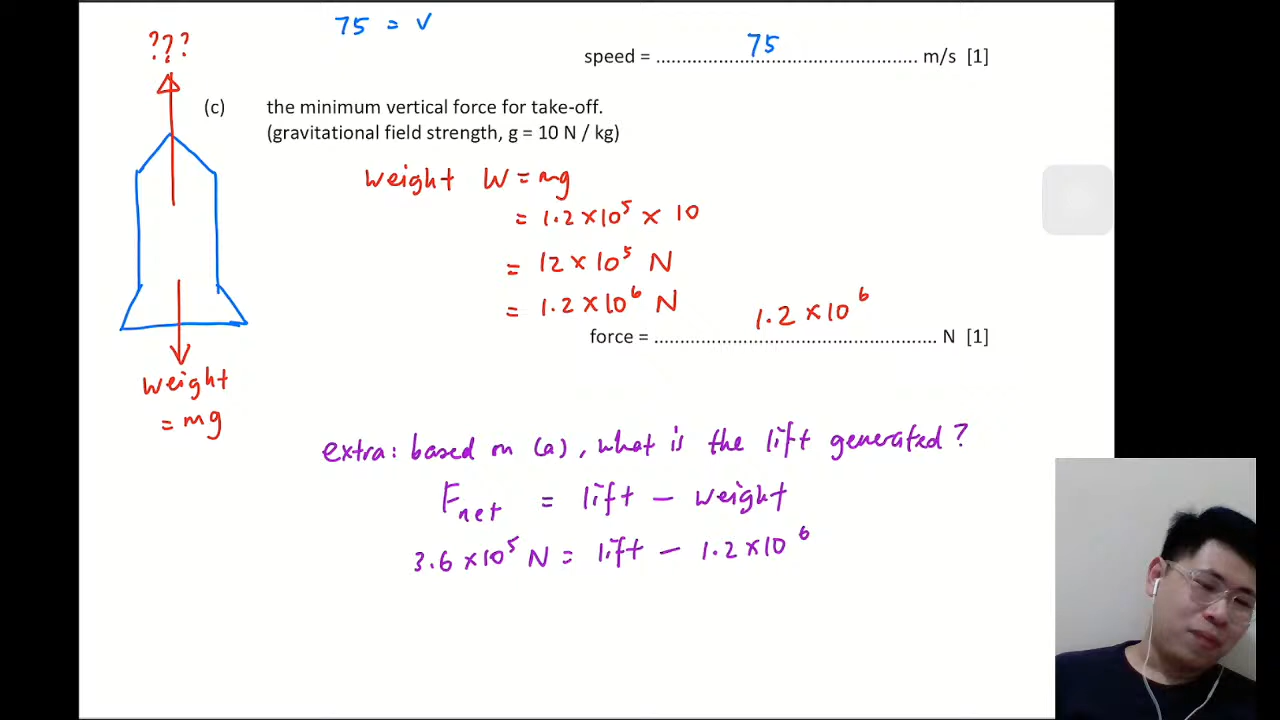 75 = v
???
speed = ........75........ m/s [1]
(c) the minimum vertical force for take-off.
(gravitational field strength, g = 10 N / kg)
Weight W = mg
= 1.2 × 10⁵ × 10
= 12 × 10⁵ N
= 1.2 × 10⁶ N
force = ........1.2 × 10⁶........ N [1]
Weight
= mg
extra: based on (a), what is the lift generated?
Fnet = lift − weight
3.6 × 10⁵ N = lift − 1.2 × 10⁶